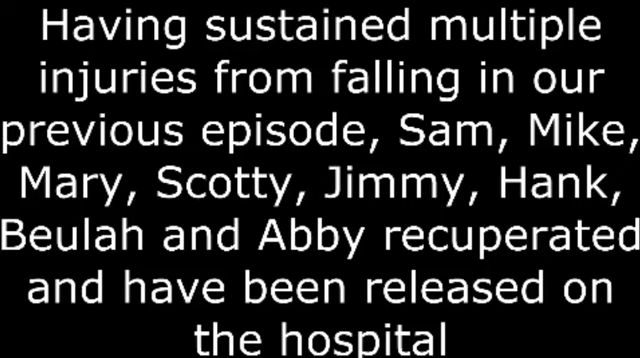 Having sustained multiple
injuries from falling in our
previous episode, Sam, Mike,
Mary, Scotty, Jimmy, Hank,
Beulah and Abby recuperated
and have been released on
the hospital